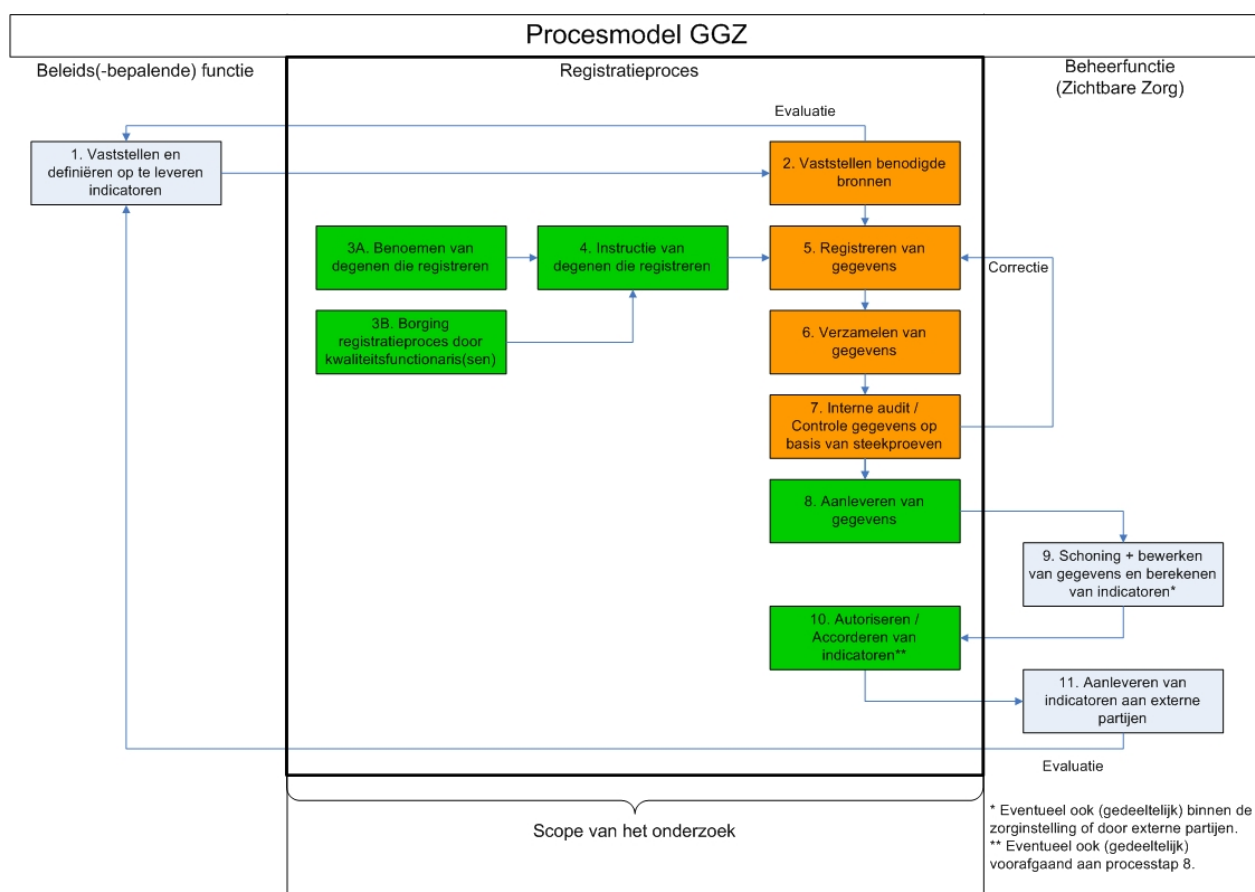 Procesmodel GGZ
Beleids(-bepalende) functie
Registratieproces
Beheerfunctie
(Zichtbare Zorg)
Evaluatie
1. Vaststellen en
definiëren op te leveren
indicatoren
2. Vaststellen benodigde
bronnen
3A. Benoemen van
degenen die registreren
4. Instructie van
degenen die registreren
5. Registreren van
gegevens
Correctie
3B. Borging
registratieproces door
kwaliteitsfunctionaris(sen)
6. Verzamelen van
gegevens
7. Interne audit /
Controle gegevens op
basis van steekproeven
8. Aanleveren van
gegevens
9. Schoning + bewerken
van gegevens en berekenen
van indicatoren*
10. Autoriseren /
Accorderen van
indicatoren**
11. Aanleveren van
indicatoren aan externe
partijen
Evaluatie
Scope van het onderzoek
* Eventueel ook (gedeeltelijk) binnen de
zorginstelling of door externe partijen.
** Eventueel ook (gedeeltelijk)
voorafgaand aan processtap 8.